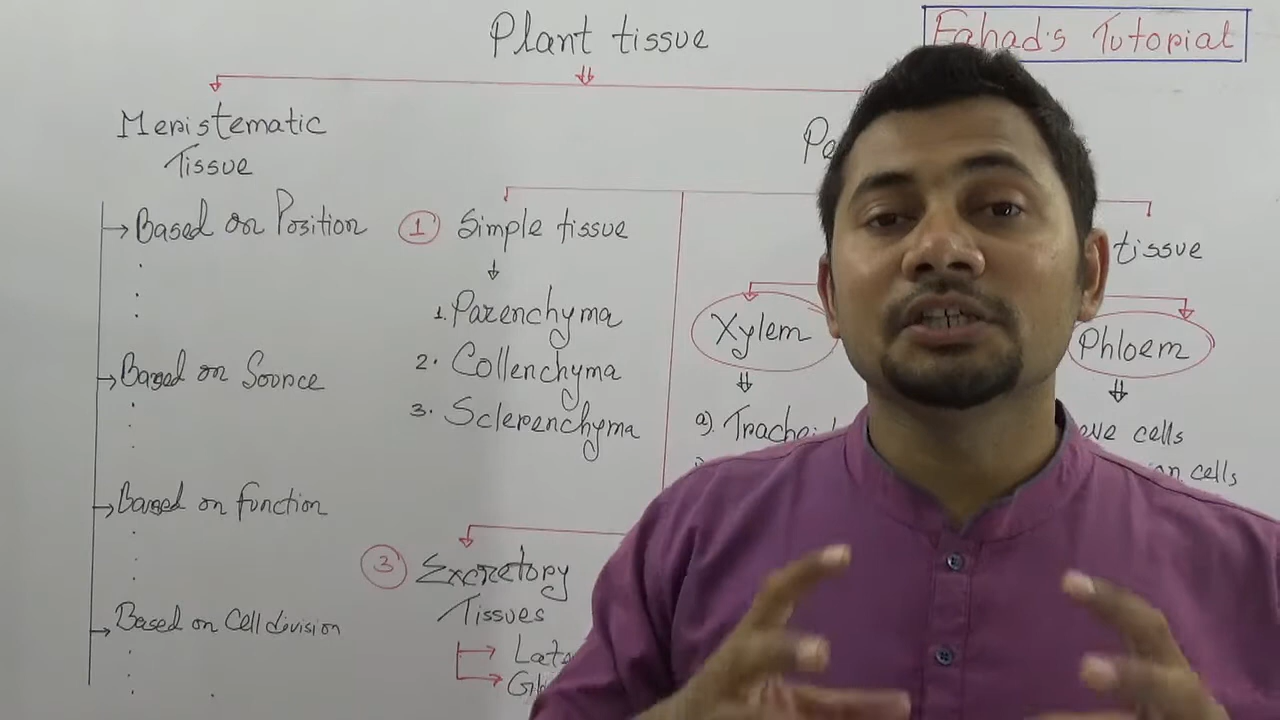 Plant tissue
Fahad's Tutorial
Meristematic
Tissue
Based on Position
Based on Source
Based on function
Based on Cell division
1 Simple tissue
1. Parenchyma
2. Collenchyma
3. Sclerenchyma
tissue
Xylem
Phloem
a)
cells
cells
3 Excretory
Tissues